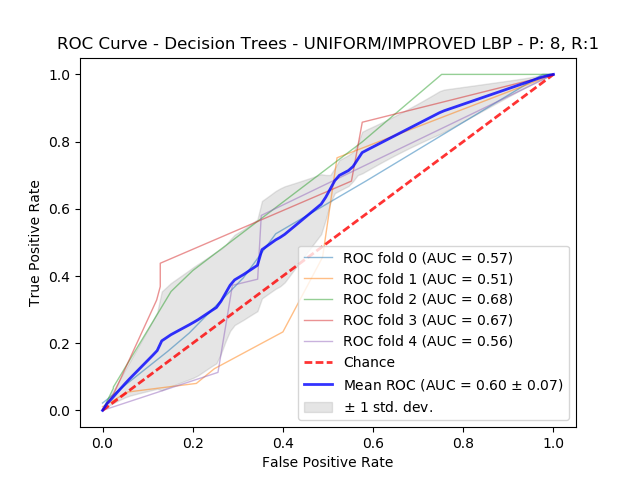 ROC Curve - Decision Trees - UNIFORM/IMPROVED LBP - P: 8, R:1
1.0
0.8
0.6
0.4
0.2
0.0
True Positive Rate
ROC fold 0 (AUC = 0.57)
ROC fold 1 (AUC = 0.51)
ROC fold 2 (AUC = 0.68)
ROC fold 3 (AUC = 0.67)
ROC fold 4 (AUC = 0.56)
Chance
Mean ROC (AUC = 0.60 ± 0.07)
± 1 std. dev.
0.0 0.2 0.4 0.6 0.8 1.0
False Positive Rate